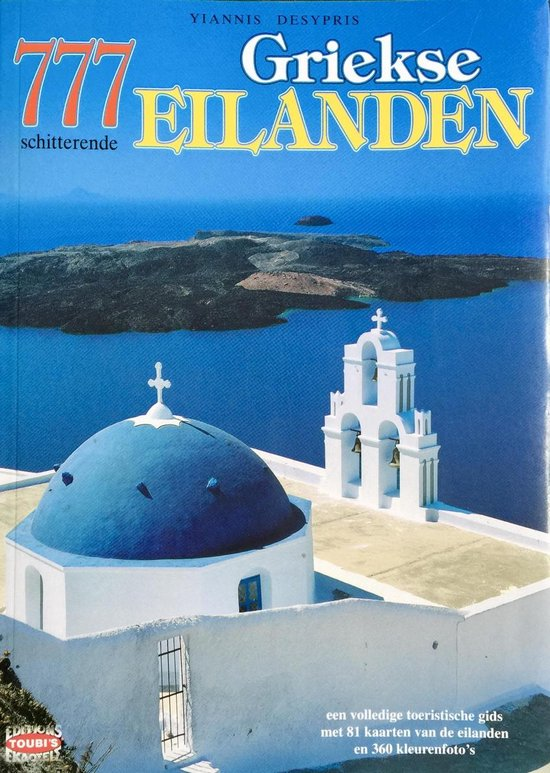 YIANNIS DESYPRIS
777 Griekse
schitterende EILANDEN
een volledige toeristische gids
met 81 kaarten van de eilanden
en 360 kleurenfoto's
EDITIONS
TOUBI'S